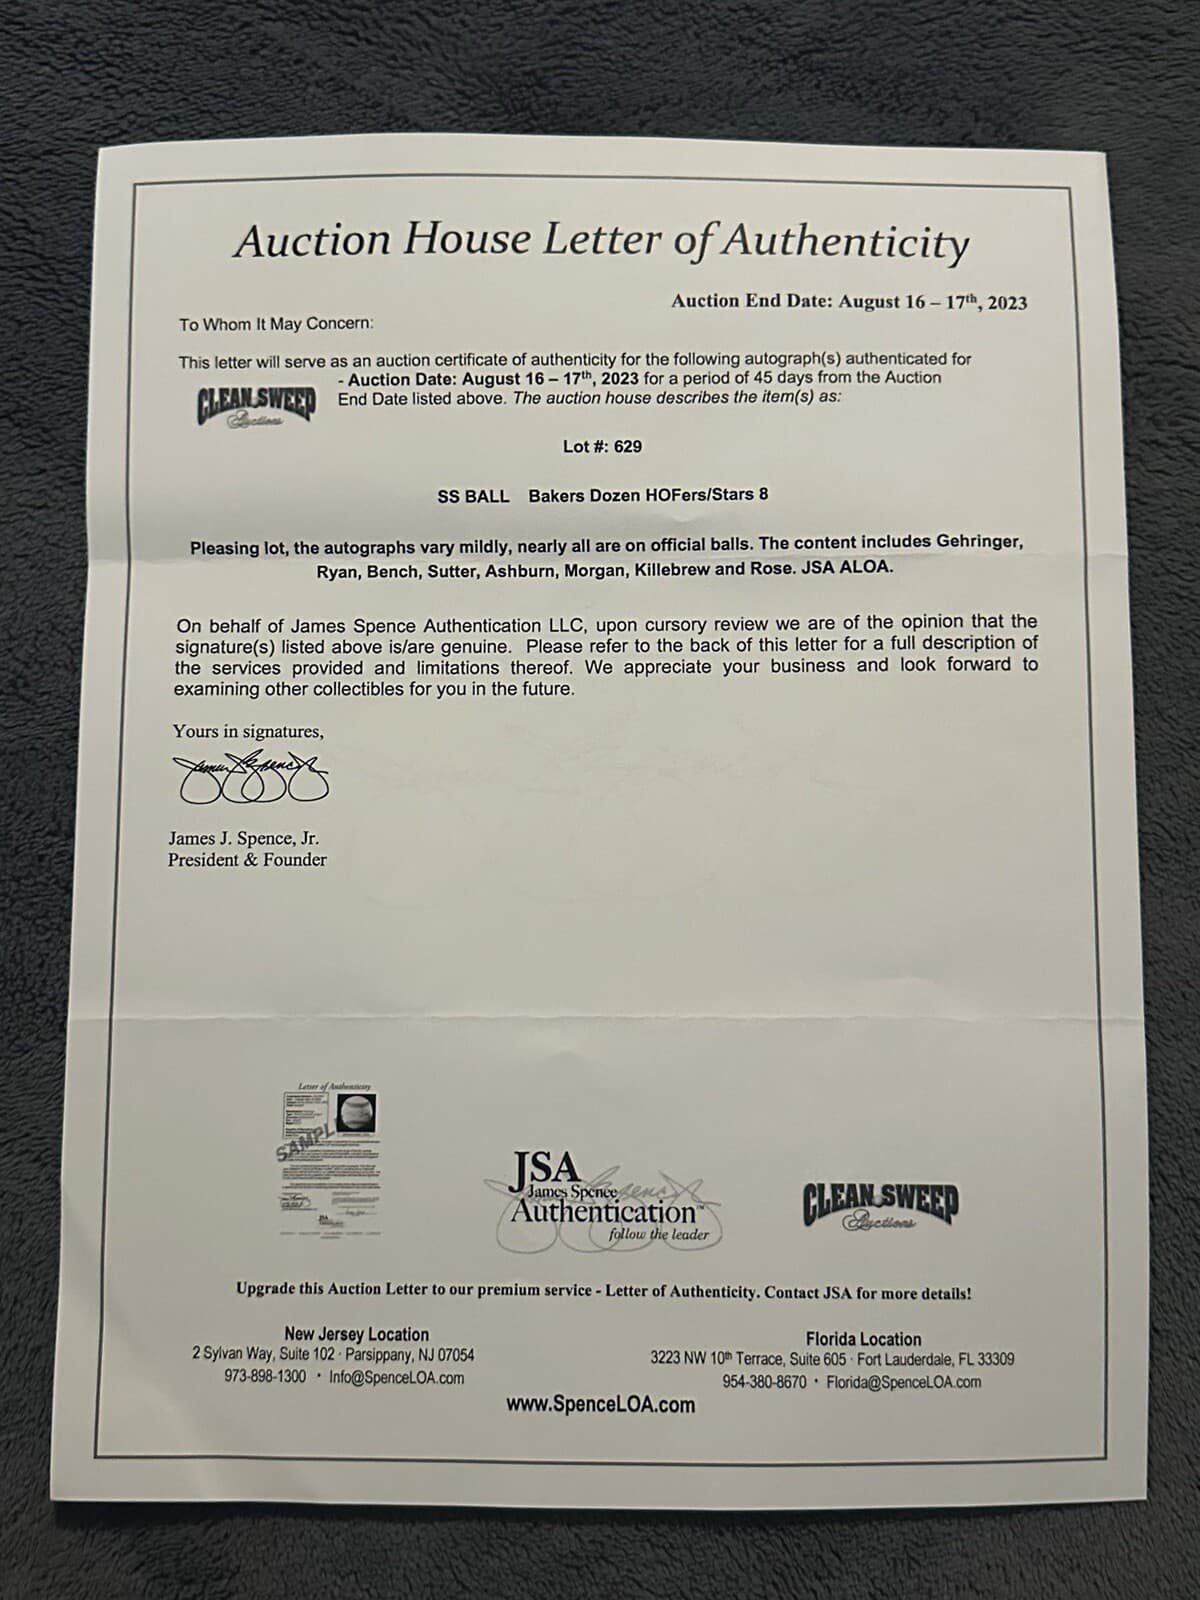 Auction House Letter of Authenticity
Auction End Date: August 16 – 17th, 2023
To Whom It May Concern:
This letter will serve as an auction certificate of authenticity for the following autograph(s) authenticated for
CLEAN SWEEP
Auctions
- Auction Date: August 16 – 17th, 2023 for a period of 45 days from the Auction
End Date listed above. The auction house describes the item(s) as:
Lot #: 629
SS BALL Bakers Dozen HOFers/Stars 8
Pleasing lot, the autographs vary mildly, nearly all are on official balls. The content includes Gehringer,
Ryan, Bench, Sutter, Ashburn, Morgan, Killebrew and Rose. JSA ALOA.
On behalf of James Spence Authentication LLC, upon cursory review we are of the opinion that the
signature(s) listed above is/are genuine. Please refer to the back of this letter for a full description of
the services provided and limitations thereof. We appreciate your business and look forward to
examining other collectibles for you in the future.
Yours in signatures,
James Spence
James J. Spence, Jr.
President & Founder
Letter of Authenticity
SAMPLE
JSA
JSA
James Spence
Authentication™
follow the leader
CLEAN SWEEP
Auctions
Upgrade this Auction Letter to our premium service - Letter of Authenticity. Contact JSA for more details!
New Jersey Location
2 Sylvan Way, Suite 102 · Parsippany, NJ 07054
973-898-1300 · Info@SpenceLOA.com
Florida Location
3223 NW 10th Terrace, Suite 605 · Fort Lauderdale, FL 33309
954-380-8670 · Florida@SpenceLOA.com
www.SpenceLOA.com